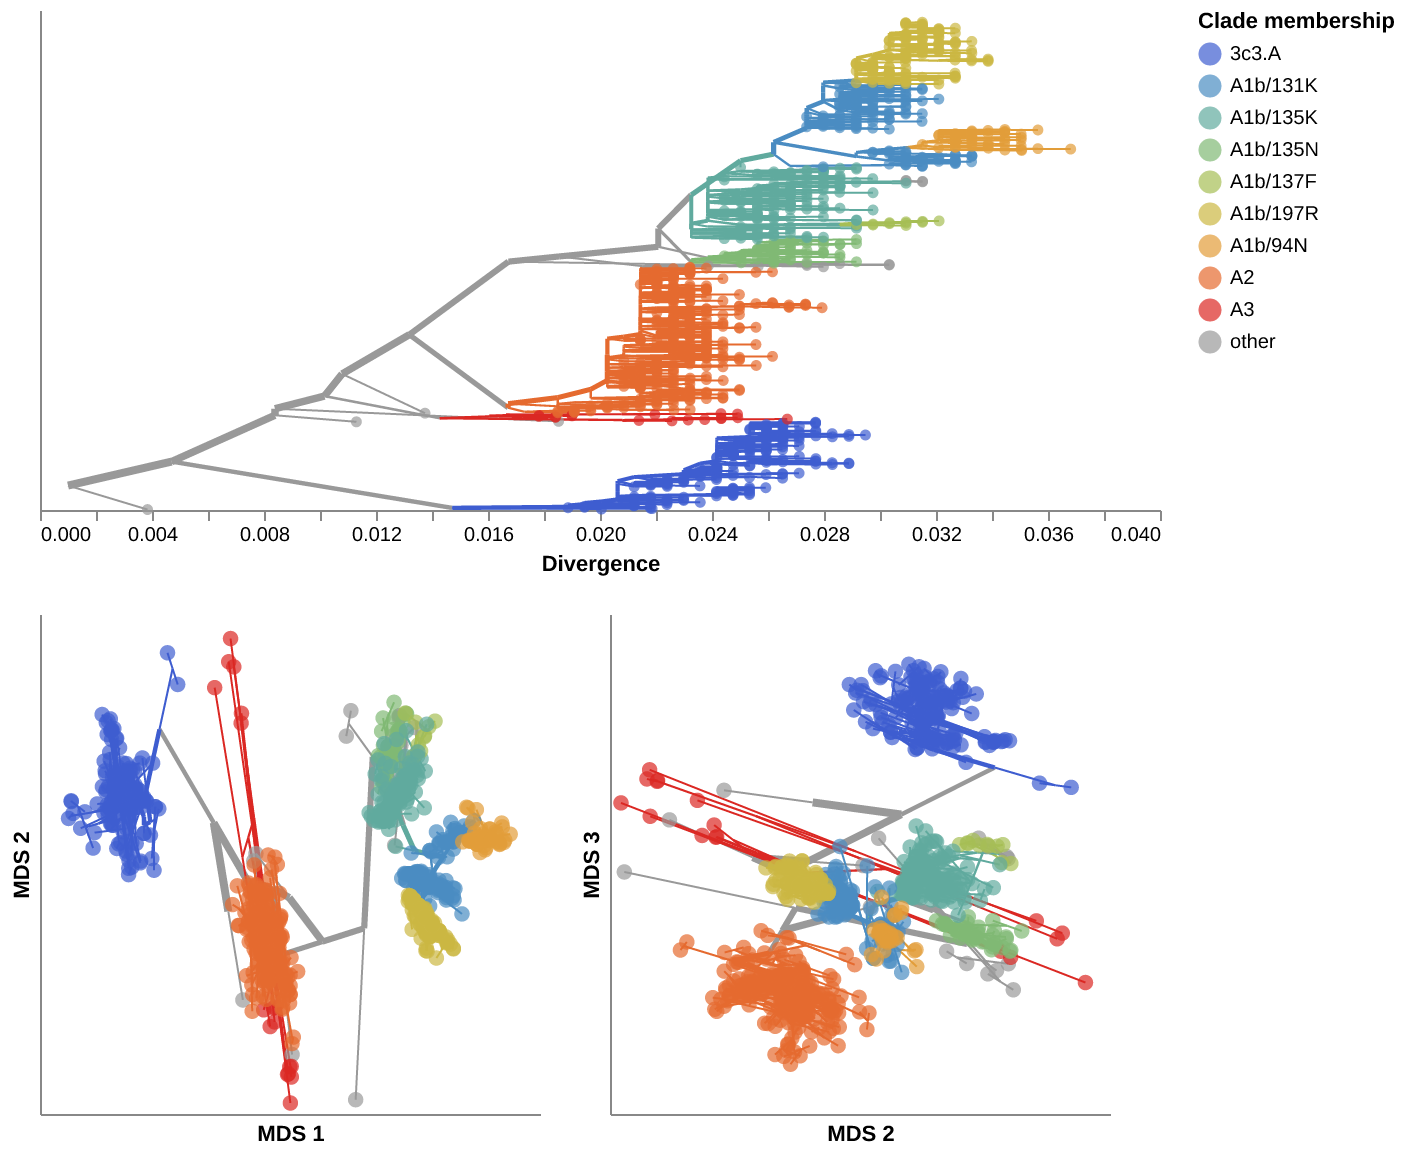 Clade membership
3c3.A
A1b/131K
A1b/135K
A1b/135N
A1b/137F
A1b/197R
A1b/94N
A2
A3
other
0.000 0.004 0.008 0.012 0.016 0.020 0.024 0.028 0.032 0.036 0.040
Divergence
MDS 2
MDS 1
MDS 3
MDS 2